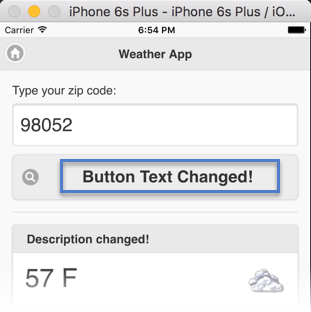 iPhone 6s Plus - iPhone 6s Plus / iO...
Carrier 6:54 PM
Weather App
Type your zip code:
98052
Button Text Changed!
Description changed!
57 F